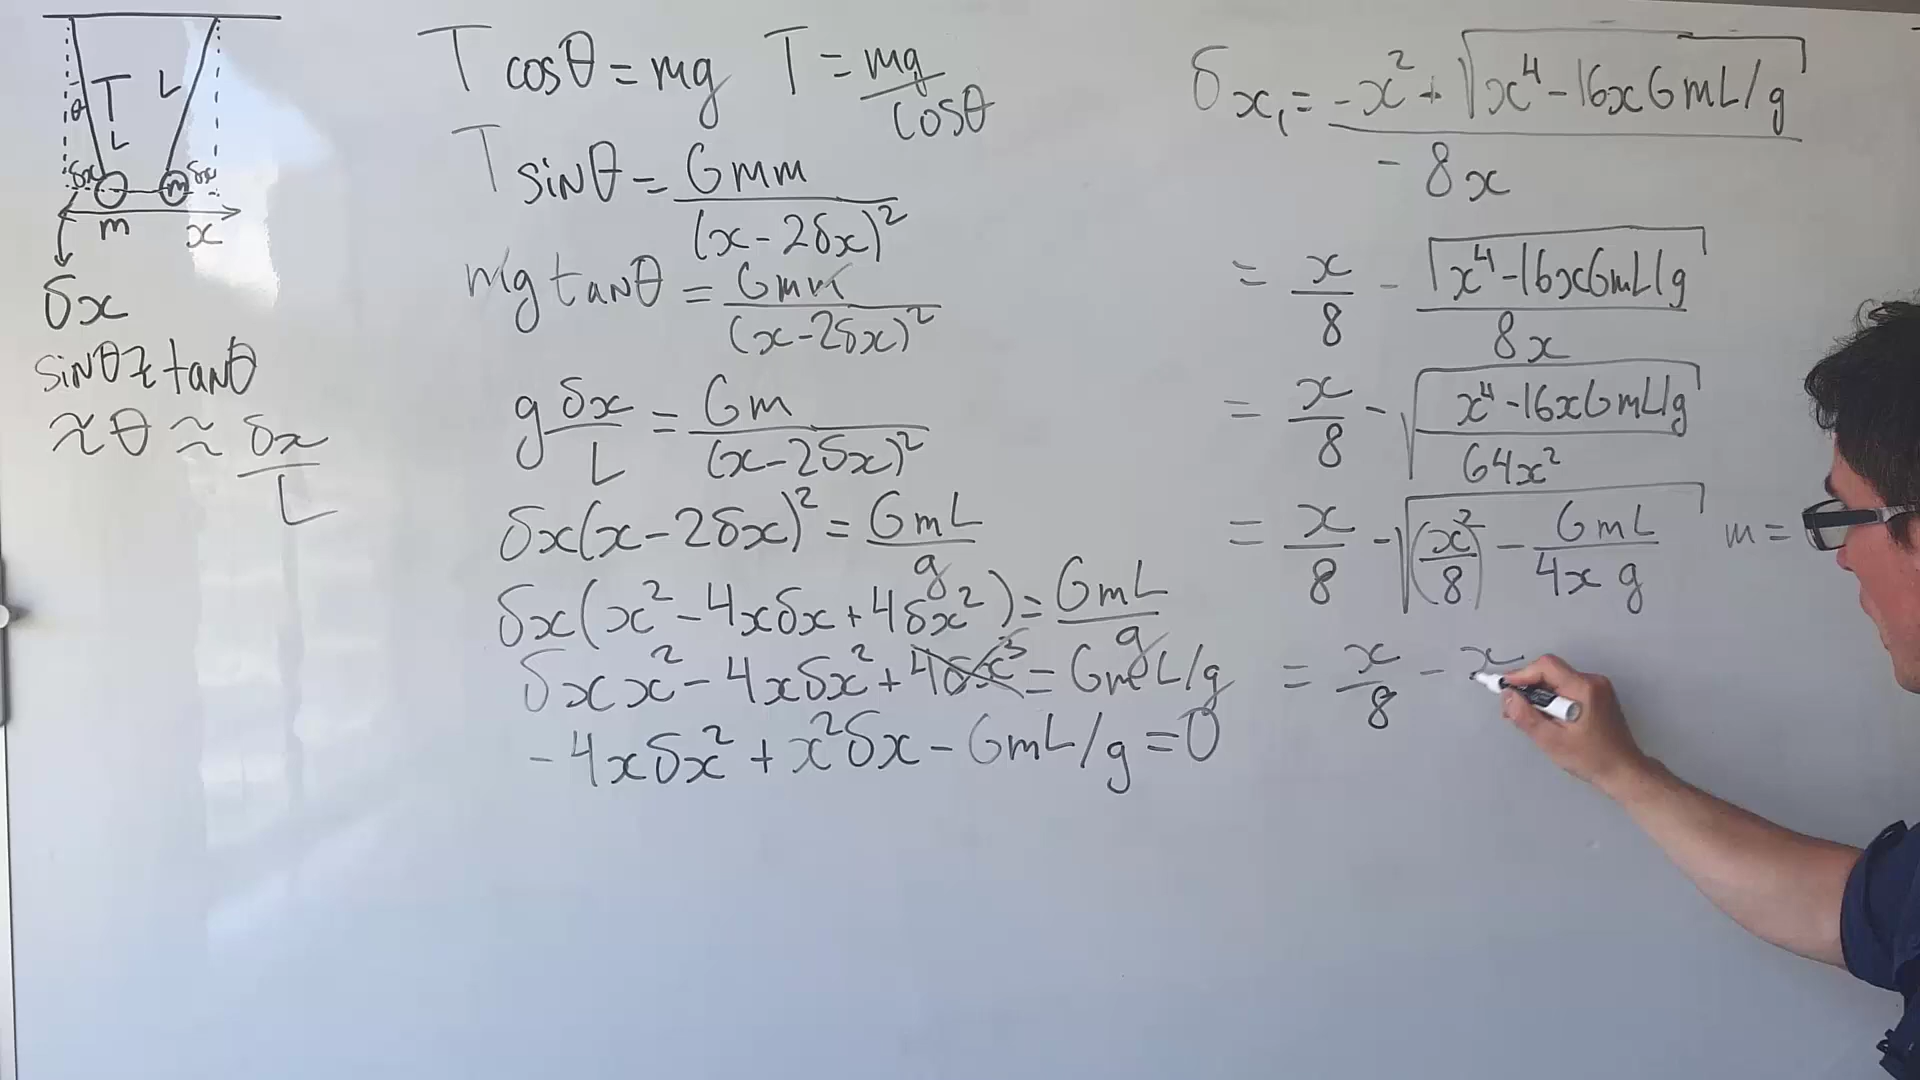 T L
θ L
δx m δx
m x
δx
sinθ ≈ tanθ
≈ θ ≈ δx/L
T cosθ = mg T = mg/cosθ
T sinθ = Gmm/(x-2δx)²
mg tanθ = Gmm/(x-2δx)²
g δx/L = Gm/(x-2δx)²
δx(x-2δx)² = GmL/g
δx(x²-4xδx+4δx²) = GmL/g
δx x² - 4xδx² + 4δx³ = GmL/g
-4xδx² + x²δx - GmL/g = 0
δx₁ = (-x² + √(x⁴-16xGmL/g))/(-8x)
= x/8 - √(x⁴-16xGmL/g)/8x
= x/8 - √((x⁴-16xGmL/g)/64x²)
= x/8 - √((x/8)² - GmL/4xg) m =
= x/8 - x